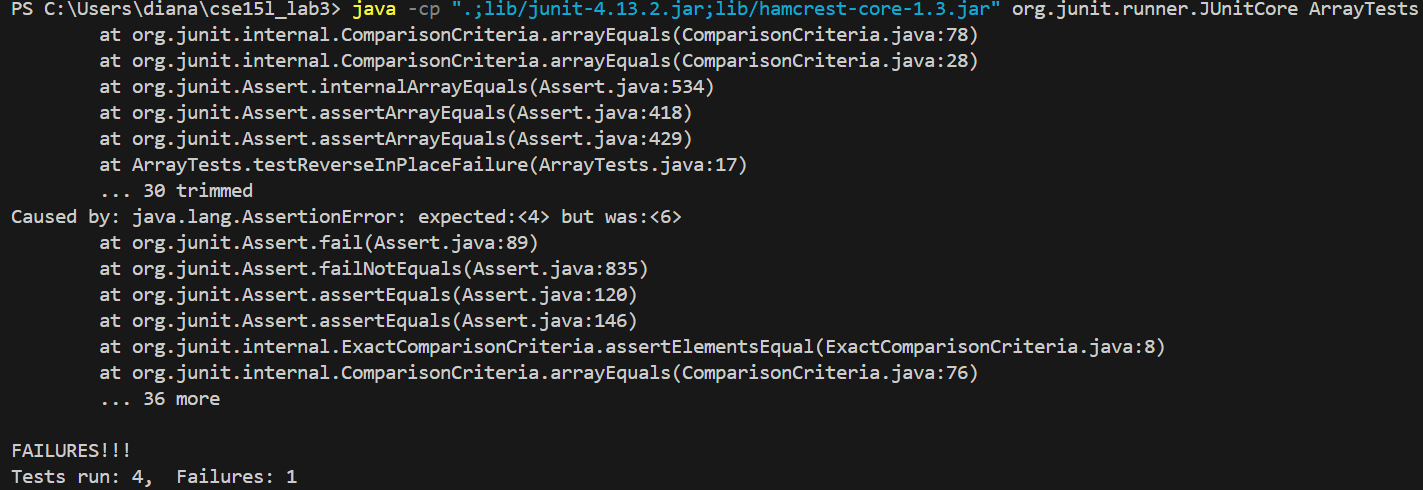 PS C:\Users\diana\cse15l_lab3> java -cp ".;lib/junit-4.13.2.jar;lib/hamcrest-core-1.3.jar" org.junit.runner.JUnitCore ArrayTests
        at org.junit.internal.ComparisonCriteria.arrayEquals(ComparisonCriteria.java:78)
        at org.junit.internal.ComparisonCriteria.arrayEquals(ComparisonCriteria.java:28)
        at org.junit.Assert.internalArrayEquals(Assert.java:534)
        at org.junit.Assert.assertArrayEquals(Assert.java:418)
        at org.junit.Assert.assertArrayEquals(Assert.java:429)
        at ArrayTests.testReverseInPlaceFailure(ArrayTests.java:17)
        ... 30 trimmed
Caused by: java.lang.AssertionError: expected:<4> but was:<6>
        at org.junit.Assert.fail(Assert.java:89)
        at org.junit.Assert.failNotEquals(Assert.java:835)
        at org.junit.Assert.assertEquals(Assert.java:120)
        at org.junit.Assert.assertEquals(Assert.java:146)
        at org.junit.internal.ExactComparisonCriteria.assertElementsEqual(ExactComparisonCriteria.java:8)
        at org.junit.internal.ComparisonCriteria.arrayEquals(ComparisonCriteria.java:76)
        ... 36 more

FAILURES!!!
Tests run: 4,  Failures: 1